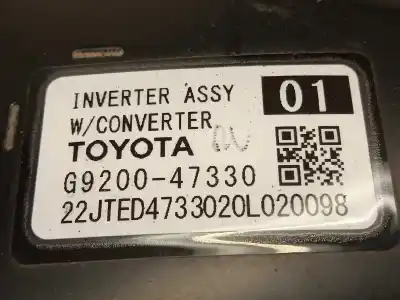 INVERTER ASSY 01
W/CONVERTER
TOYOTA
G9200-47330
22JTED4733020L020098